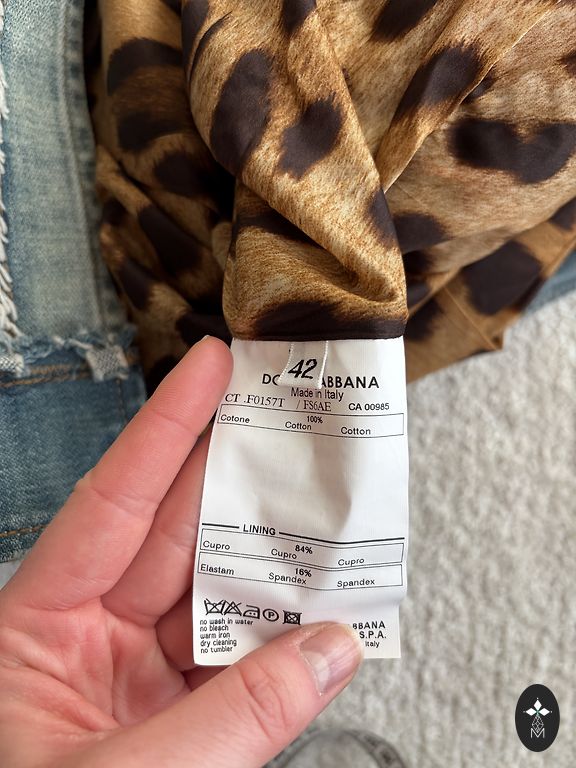 42
ABBANA
Made in Italy
CT .F0157T / FS6AE CA 00985
100%
Cotone Cotton Cotton
LINING
84%
Cupro Cupro Cupro
16%
Elastam Spandex Spandex
P
no wash in water
no bleach
warm iron
dry cleaning
no tumbler
BBANA
S.P.A.
Italy
M